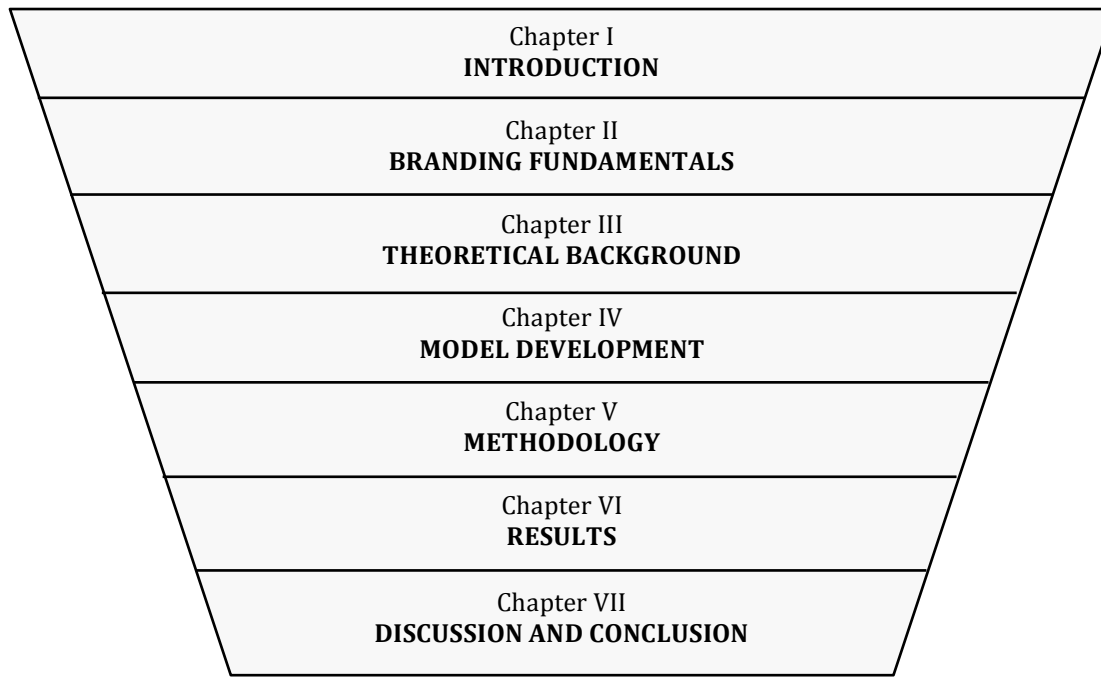 Chapter I
INTRODUCTION
Chapter II
BRANDING FUNDAMENTALS
Chapter III
THEORETICAL BACKGROUND
Chapter IV
MODEL DEVELOPMENT
Chapter V
METHODOLOGY
Chapter VI
RESULTS
Chapter VII
DISCUSSION AND CONCLUSION